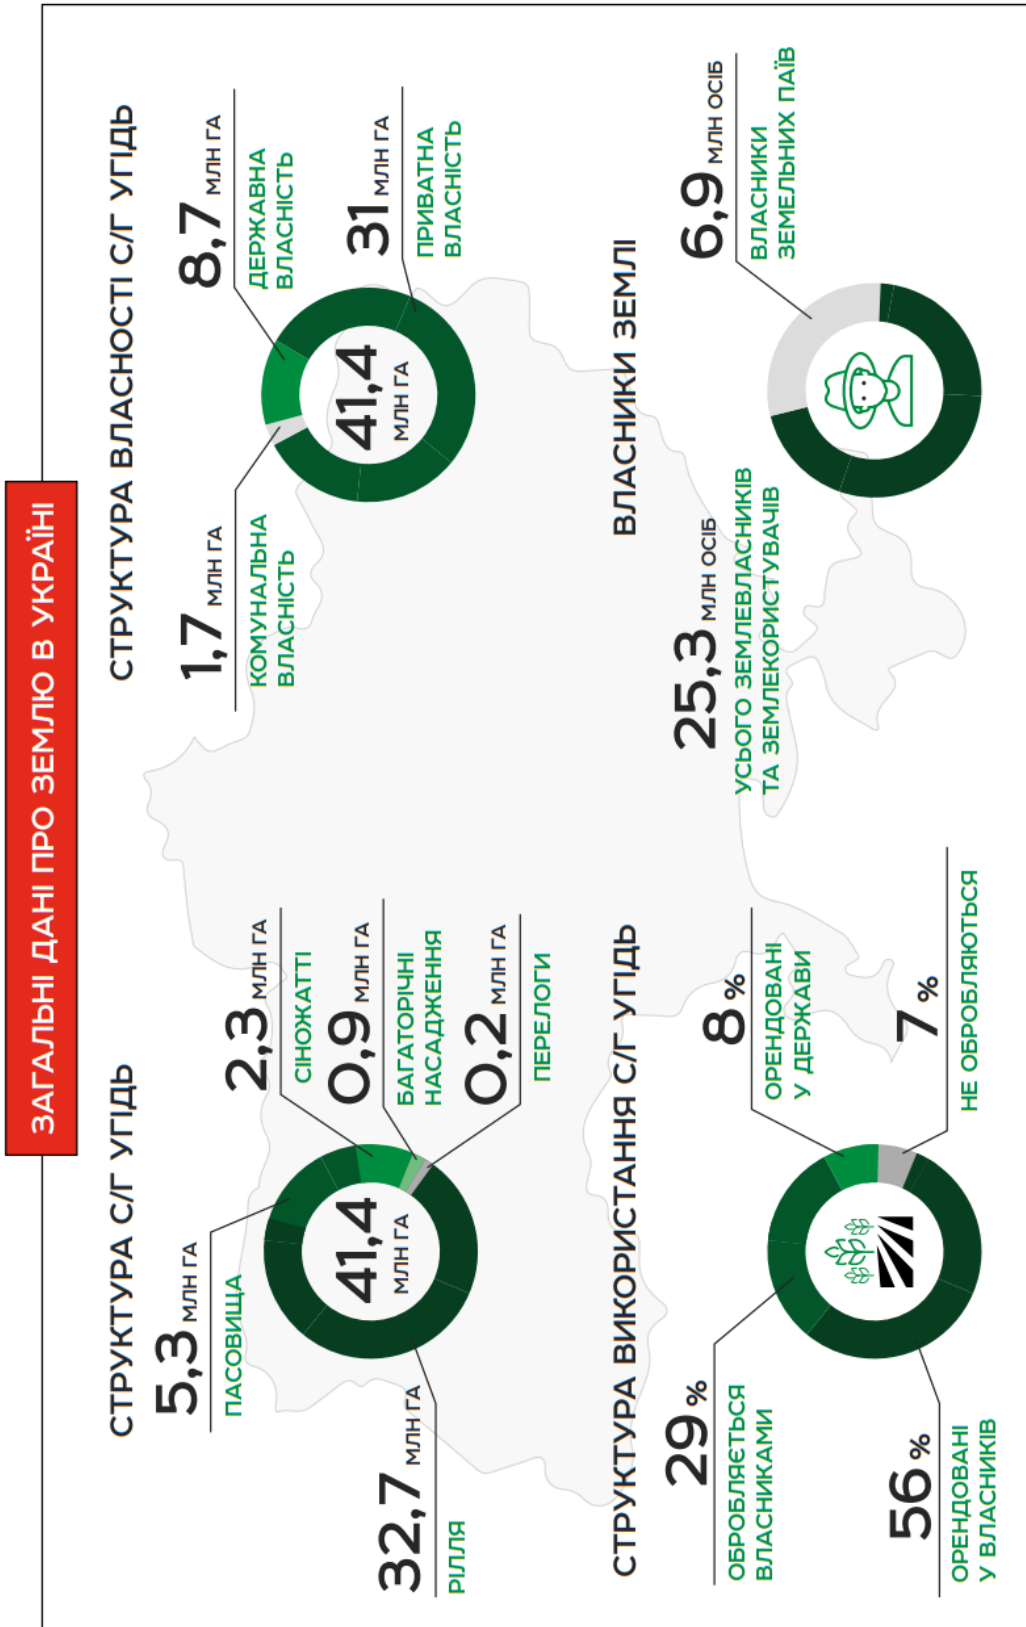 ЗАГАЛЬНІ ДАНІ ПРО ЗЕМЛЮ В УКРАЇНІ
СТРУКТУРА С/Г УГІДЬ
5,3 МЛН ГА
ПАСОВИЩА
2,3 МЛН ГА
СІНОЖАТТІ
0,9 МЛН ГА
БАГАТОРІЧНІ
НАСАДЖЕННЯ
0,2 МЛН ГА
ПЕРЕЛОГИ
32,7 МЛН ГА
РІЛЛЯ
41,4
МЛН ГА
СТРУКТУРА ВЛАСНОСТІ С/Г УГІДЬ
1,7 МЛН ГА
КОМУНАЛЬНА
ВЛАСНІСТЬ
8,7 МЛН ГА
ДЕРЖАВНА
ВЛАСНІСТЬ
31 МЛН ГА
ПРИВАТНА
ВЛАСНІСТЬ
41,4
МЛН ГА
СТРУКТУРА ВИКОРИСТАННЯ С/Г УГІДЬ
29 %
ОБРОБЛЯЄТЬСЯ
ВЛАСНИКАМИ
8 %
ОРЕНДОВАНІ
У ДЕРЖАВИ
56 %
ОРЕНДОВАНІ
У ВЛАСНИКІВ
7 %
НЕ ОБРОБЛЯЮТЬСЯ
ВЛАСНИКИ ЗЕМЛІ
25,3 МЛН ОСІБ
УСЬОГО ЗЕМЛЕВЛАСНИКІВ
ТА ЗЕМЛЕКОРИСТУВАЧІВ
6,9 МЛН ОСІБ
ВЛАСНИКИ
ЗЕМЕЛЬНИХ ПАЇВ